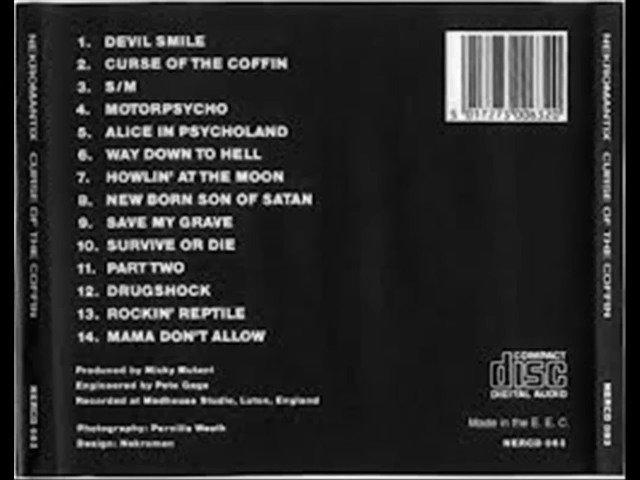 NEKROMANTIX CURSE OF THE COFFIN
1. DEVIL SMILE
2. CURSE OF THE COFFIN
3. S/M
4. MOTORPSYCHO
5. ALICE IN PSYCHOLAND
6. WAY DOWN TO HELL
7. HOWLIN' AT THE MOON
8. NEW BORN SON OF SATAN
9. SAVE MY GRAVE
10. SURVIVE OR DIE
11. PART TWO
12. DRUGSHOCK
13. ROCKIN' REPTILE
14. MAMA DON'T ALLOW
Produced by Micky Mutant
Engineered by Pete Gage
Recorded at Madhouse Studio, Luton, England
Photography: Pernille
Design: Nekroman
5 017273 006320
COMPACT
disc
DIGITAL AUDIO
Made in the E. E. C.
NERCD
NEKROMANTIX CURSE OF THE COFFIN
NERCD
NERCD